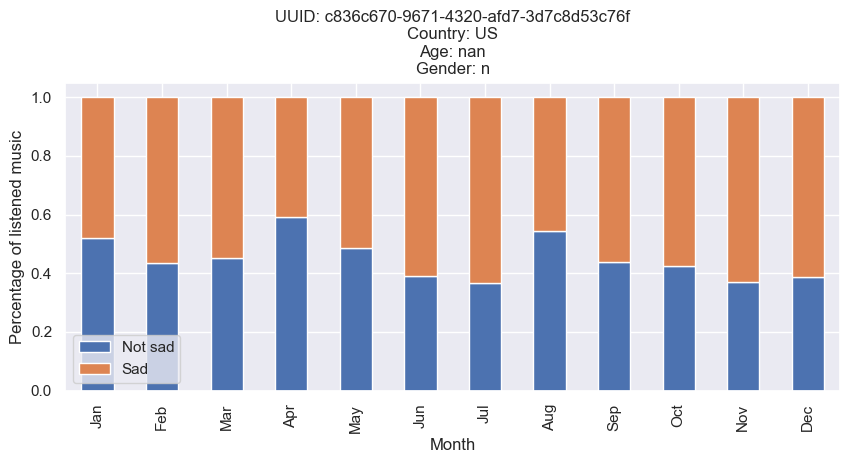 UUID: c836c670-9671-4320-afd7-3d7c8d53c76f
Country: US
Age: nan
Gender: n
Percentage of listened music
1.0
0.8
0.6
0.4
0.2
0.0
Not sad
Sad
Jan Feb Mar Apr May Jun Jul Aug Sep Oct Nov Dec
Month